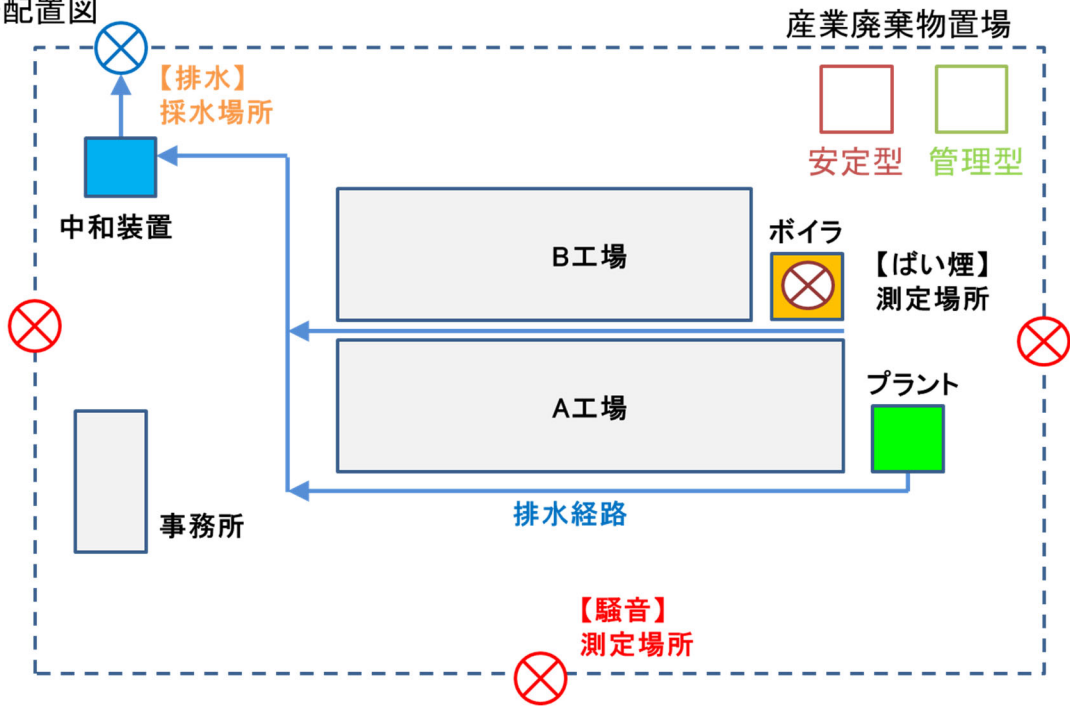 配置図
産業廃棄物置場
【排水】
採水場所
安定型
管理型
中和装置
ボイラ
B工場
【ばい煙】
測定場所
プラント
A工場
排水経路
事務所
【騒音】
測定場所